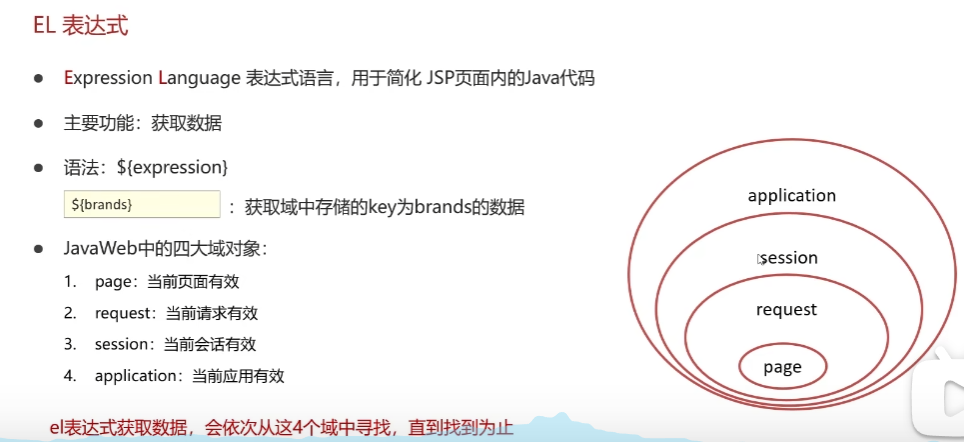 EL 表达式
Expression Language 表达式语言，用于简化 JSP页面内的Java代码
主要功能：获取数据
语法：${expression}
${brands} ：获取域中存储的key为brands的数据
JavaWeb中的四大域对象：
1. page：当前页面有效
2. request：当前请求有效
3. session：当前会话有效
4. application：当前应用有效
el表达式获取数据，会依次从这4个域中寻找，直到找到为止
application
session
request
page